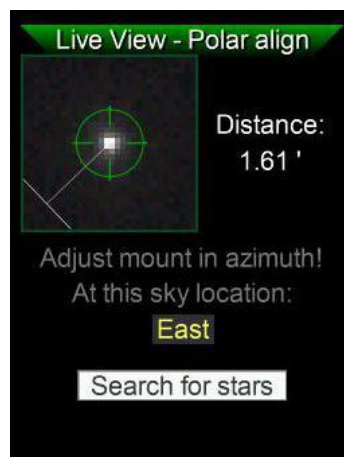 Live View - Polar align
Distance:
1.61 '
Adjust mount in azimuth!
At this sky location:
East
Search for stars